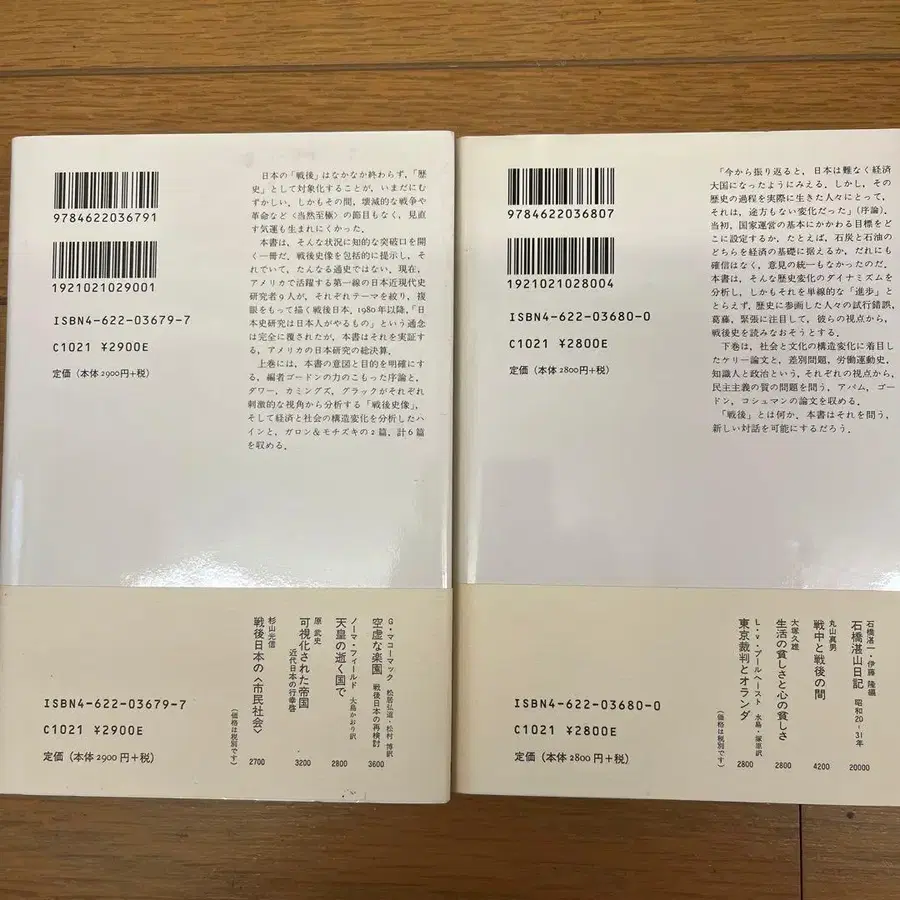 9784622036791
1921021029001
ISBN4-622-03679-7
C1021 ¥2900E
定価（本体2900円+税）
日本の「戦後」はなかなか終わらず，「歴
史」として対象化することが，いまだにむ
ずかしい．しかもその間，壊滅的な戦争や
革命など〈当然至極〉の節目もなく，見直
す気運も生まれにくかった．
本書は，そんな状況に知的な突破口を開
く一冊だ．戦後史像を包括的に提示し，そ
れでいて，たんなる通史ではない．現在，
アメリカで活躍する第一線の日本近現代史
研究者9人が，それぞれテーマを絞り，複
眼をもって描く戦後日本．1980年以降，「日
本史研究は日本人がやるもの」という通念
は完全に覆されたが，本書はそれを実証す
る，アメリカの日本研究の総決算．
上巻には，本書の意図と目的を明確にす
る，編者ゴードンの力のこもった序論と，
ダワー，カミングズ，グラックがそれぞれ
刺激的な視角から分析する「戦後史像」，
そして経済と社会の構造変化を分析したハ
インと，ガロン＆モチズキの2篇，計6篇
を収める．
G・マコーマック 松居弘道・松村 博訳
空虚な楽園 戦後日本の再検討 3600
ノーマ・フィールド 大島かおり訳
天皇の逝く国で 2800
原 武史
可視化された帝国 近代日本の行幸啓 3200
杉山光信
戦後日本の〈市民社会〉 2700
（価格は税別です）
ISBN4-622-03679-7
C1021 ¥2900E
定価（本体2900円+税）
9784622036807
1921021028004
ISBN4-622-03680-0
C1021 ¥2800E
定価（本体2800円+税）
「今から振り返ると，日本は難なく経済
大国になったようにみえる．しかし，その
歴史の過程を実際に生きた人々にとって，
それは，途方もない変化だった」（序論）．
当初，国家運営の基本にかかわる目標をど
こに設定するか，たとえば，石炭と石油の
どちらを経済の基礎に据えるか，だれにも
確信はなく，意見の統一もなかったのだ．
本書は，そんな歴史変化のダイナミズムを
分析し，しかもそれを単線的な「進歩」と
とらえず，歴史に参画した人々の試行錯誤，
葛藤，緊張に注目して，彼らの視点から，
戦後史を読みなおそうとする．
下巻は，社会と文化の構造変化に着目し
たケリー論文と，差別問題，労働運動史，
知識人と政治という，それぞれの視点から，
民主主義の質の問題を問う，アパム，ゴー
ドン，コシュマンの論文を収める．
「戦後」とは何か．本書はそれを問う，
新しい対話を可能にするだろう．
石橋湛一・伊藤 隆編
石橋湛山日記 昭和20-31年 20000
丸山眞男
戦中と戦後の間 4200
大塚久雄
生活の貧しさと心の貧しさ 2800
L・v・プールヘースト 水島・塚原訳
東京裁判とオランダ 2800
（価格は税別です）
ISBN4-622-03680-0
C1021 ¥2800E
定価（本体2800円+税）